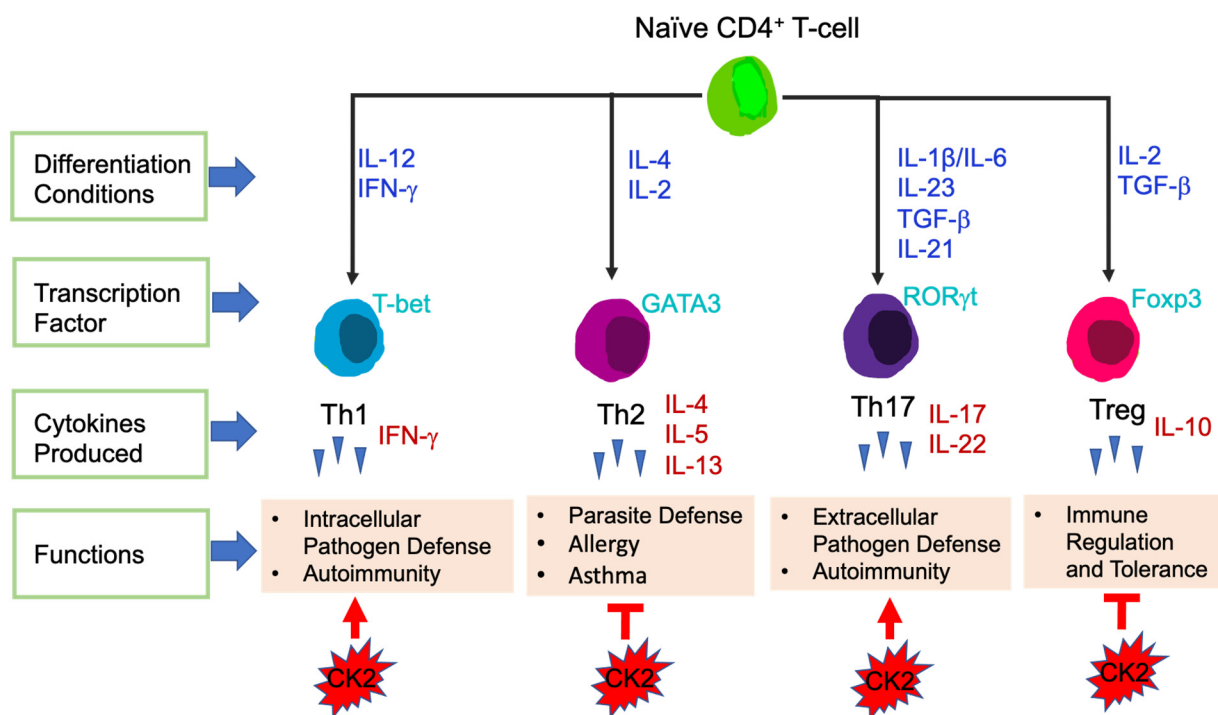 Naïve CD4⁺ T-cell
Differentiation
Conditions
IL-12
IFN-γ
IL-4
IL-2
IL-1β/IL-6
IL-23
TGF-β
IL-21
IL-2
TGF-β
Transcription
Factor
T-bet
GATA3
RORγt
Foxp3
Cytokines
Produced
Th1
IFN-γ
Th2
IL-4
IL-5
IL-13
Th17
IL-17
IL-22
Treg
IL-10
Functions
• Intracellular
Pathogen Defense
• Autoimmunity
• Parasite Defense
• Allergy
• Asthma
• Extracellular
Pathogen Defense
• Autoimmunity
• Immune
Regulation
and Tolerance
CK2
CK2
CK2
CK2